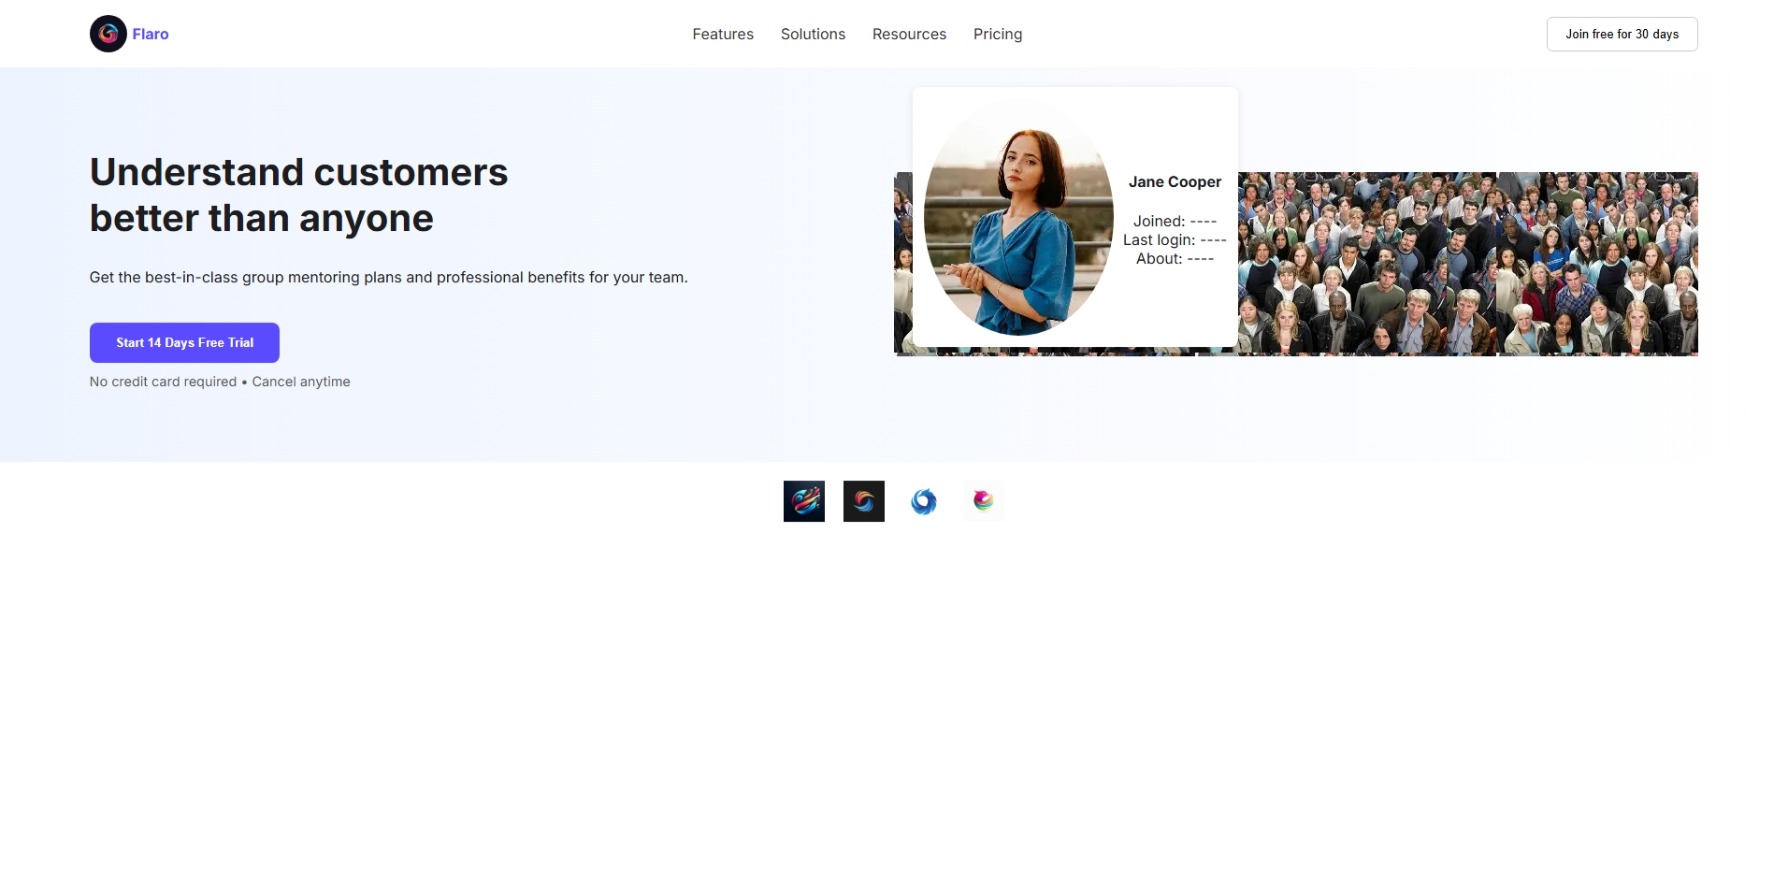 Flaro
Features
Solutions
Resources
Pricing
Join free for 30 days
Understand customers
better than anyone
Get the best-in-class group mentoring plans and professional benefits for your team.
Start 14 Days Free Trial
No credit card required • Cancel anytime
Jane Cooper
Joined: ----
Last login: ----
About: ----